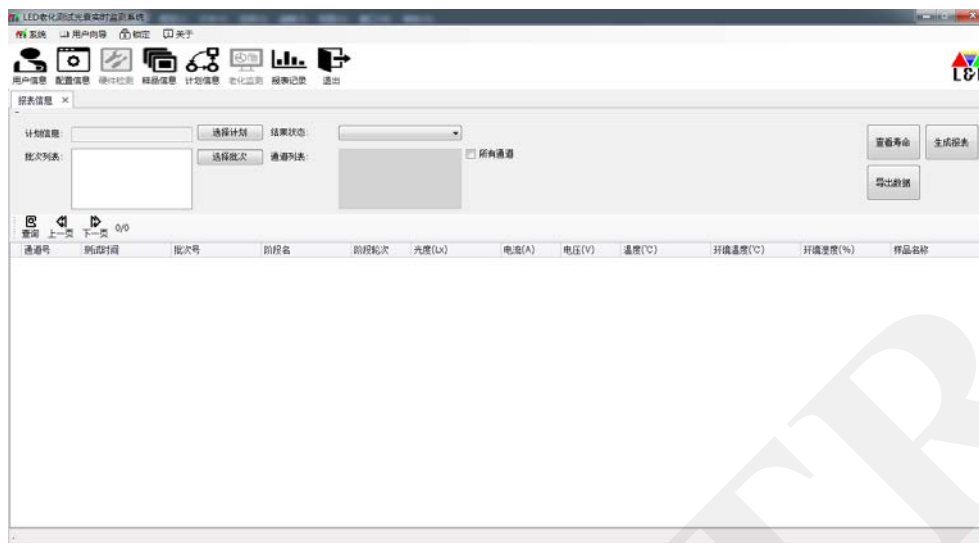 LED老化测试光衰实时监测系统
系统 用户向导 锁定 关于
用户信息 配置信息 硬件检测 样品信息 计划信息 老化监测 报表记录 退出
L&
报表信息 ×
计划信息: 选择计划 结果状态:
批次列表: 选择批次 通道列表: 所有通道
查看寿命 生成报表
导出数据
查询 上一页 下一页 0/0
通道号 测试时间 批次号 阶段名 阶段轮次 光度(Lx) 电流(A) 电压(V) 温度(℃) 环境温度(℃) 环境湿度(%) 样品名称
TR